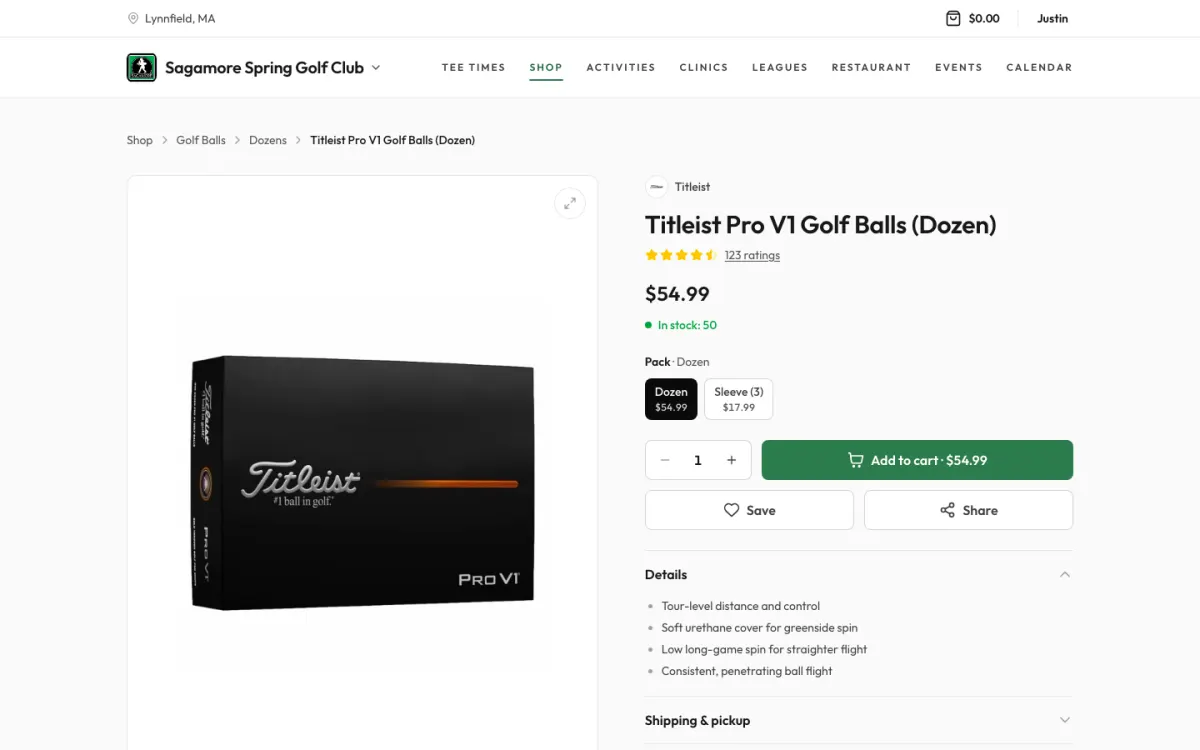 Lynnfield, MA
$0.00
Justin
Sagamore Spring Golf Club
TEE TIMES
SHOP
ACTIVITIES
CLINICS
LEAGUES
RESTAURANT
EVENTS
CALENDAR
Shop > Golf Balls > Dozens > Titleist Pro V1 Golf Balls (Dozen)
Titleist
Titleist Pro V1 Golf Balls (Dozen)
123 ratings
$54.99
In stock: 50
Pack · Dozen
Dozen
$54.99
Sleeve (3)
$17.99
1
Add to cart · $54.99
Save
Share
Details
Tour-level distance and control
Soft urethane cover for greenside spin
Low long-game spin for straighter flight
Consistent, penetrating ball flight
Shipping & pickup
Titleist
#1 ball in golf.
PRO V1
Titleist
PRO V1